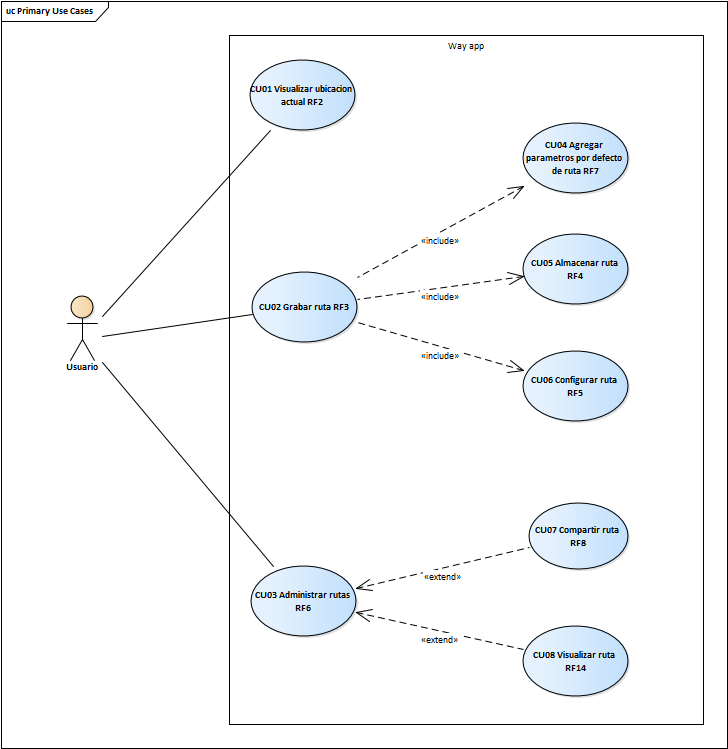 uc Primary Use Cases
Way app
CU01 Visualizar ubicacion
actual RF2
CU04 Agregar
parametros por defecto
de ruta RF7
«include»
CU05 Almacenar ruta
RF4
«include»
CU02 Grabar ruta RF3
«include»
CU06 Configurar ruta
RF5
Usuario
CU07 Compartir ruta
RF8
«extend»
CU03 Administrar rutas
RF6
«extend»
CU08 Visualizar ruta
RF14